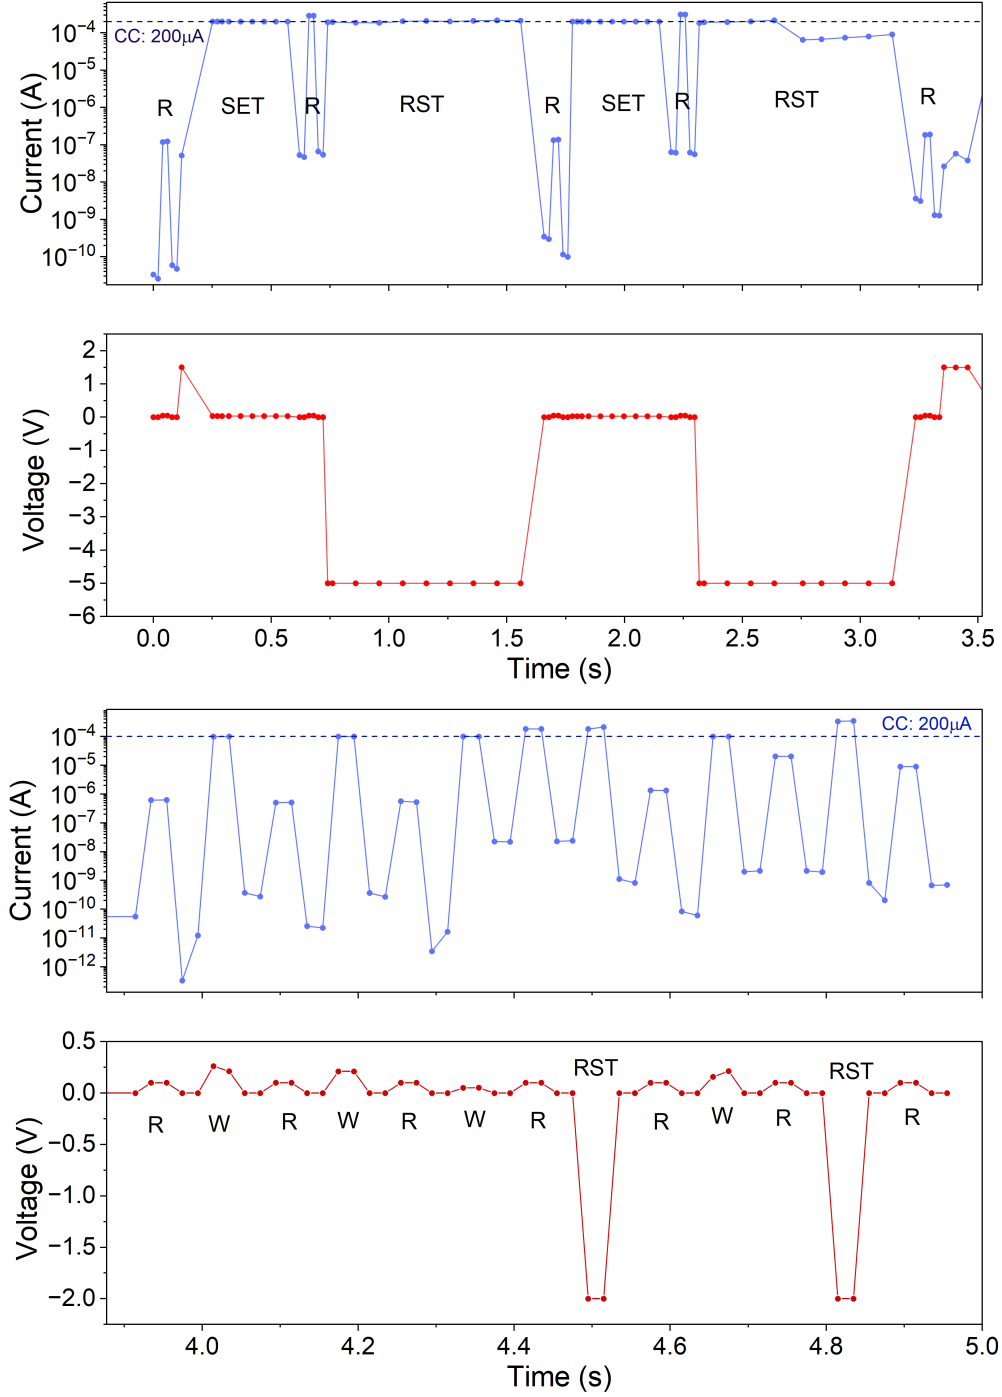 CC: 200μA
R
SET
R
RST
R
SET
R
RST
R
10⁻⁴
10⁻⁵
10⁻⁶
10⁻⁷
10⁻⁸
10⁻⁹
10⁻¹⁰
Current (A)
2
1
0
−1
−2
−3
−4
−5
−6
Voltage (V)
0.0 0.5 1.0 1.5 2.0 2.5 3.0 3.5
Time (s)
CC: 200μA
10⁻⁴
10⁻⁵
10⁻⁶
10⁻⁷
10⁻⁸
10⁻⁹
10⁻¹⁰
10⁻¹¹
10⁻¹²
Current (A)
0.5
0.0
−0.5
−1.0
−1.5
−2.0
Voltage (V)
R W R W R W R RST R W R RST R
4.0 4.2 4.4 4.6 4.8 5.0
Time (s)